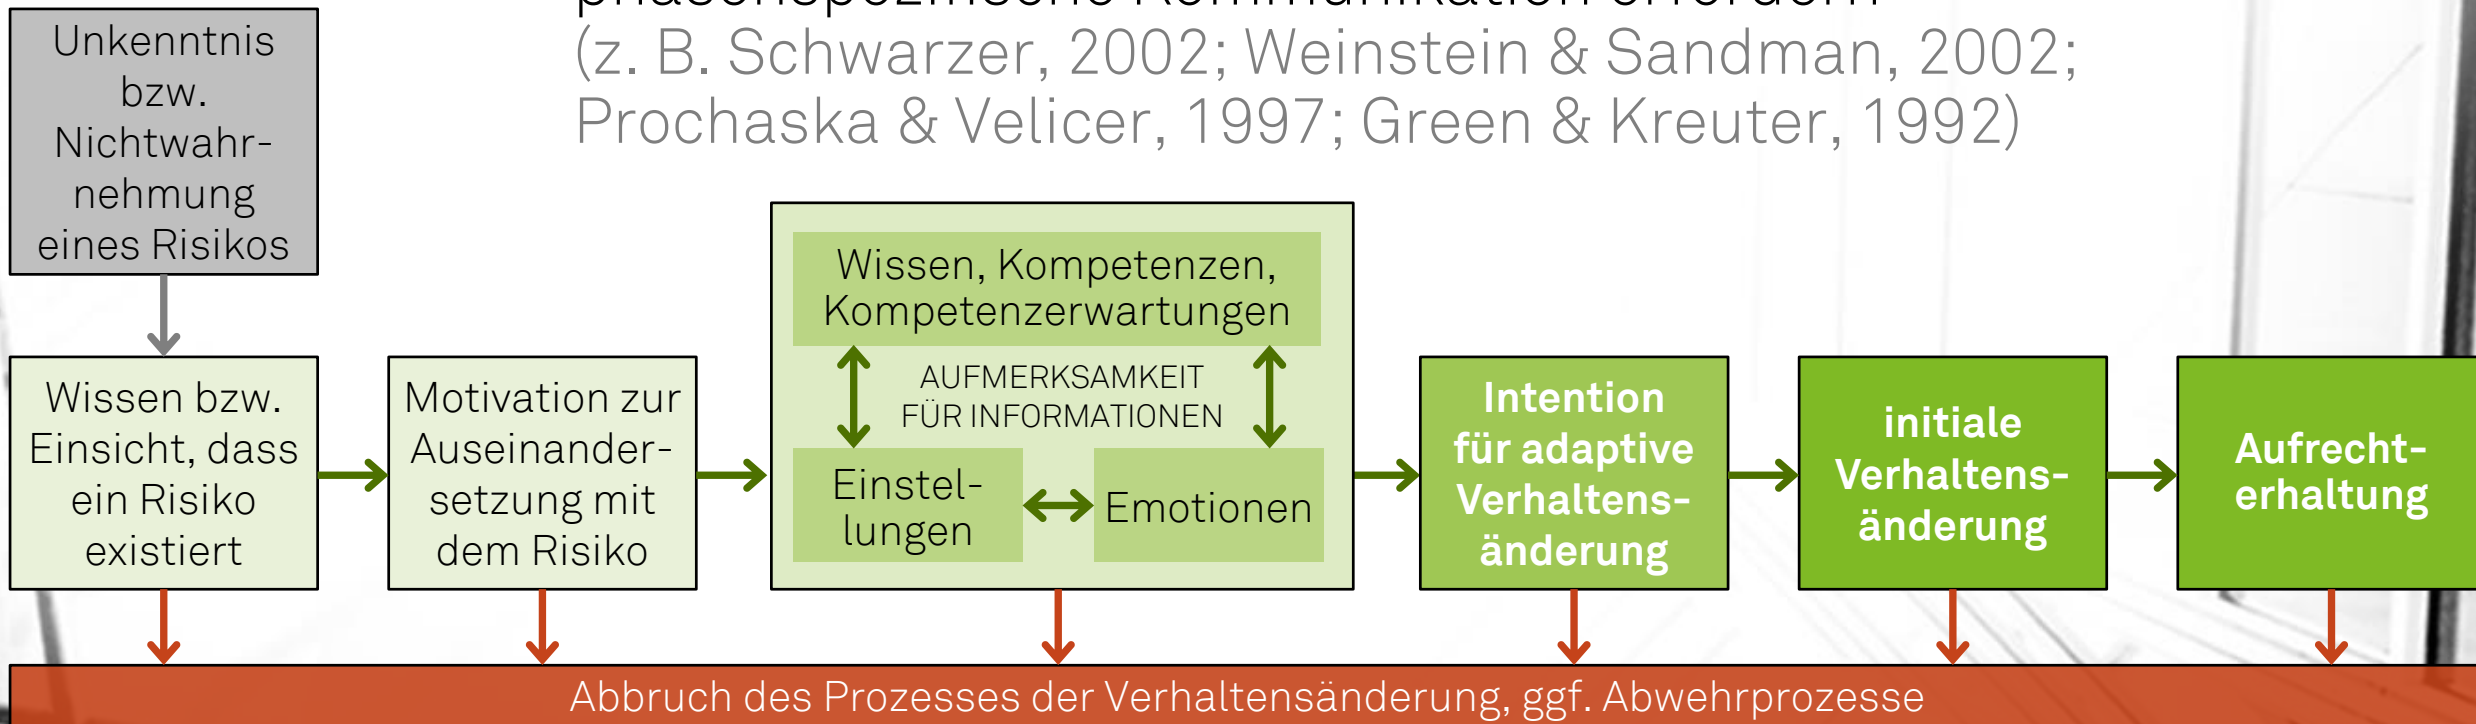 phasenspezifische Kommunikation erfordern
(z. B. Schwarzer, 2002; Weinstein & Sandman, 2002;
Prochaska & Velicer, 1997; Green & Kreuter, 1992)
Unkenntnis
bzw.
Nichtwahr-
nehmung
eines Risikos
Wissen bzw.
Einsicht, dass
ein Risiko
existiert
Motivation zur
Auseinander-
setzung mit
dem Risiko
Wissen, Kompetenzen,
Kompetenzerwartungen
AUFMERKSAMKEIT
FÜR INFORMATIONEN
Einstel-
lungen
Emotionen
Intention
für adaptive
Verhaltens-
änderung
initiale
Verhaltens-
änderung
Aufrecht-
erhaltung
Abbruch des Prozesses der Verhaltensänderung, ggf. Abwehrprozesse